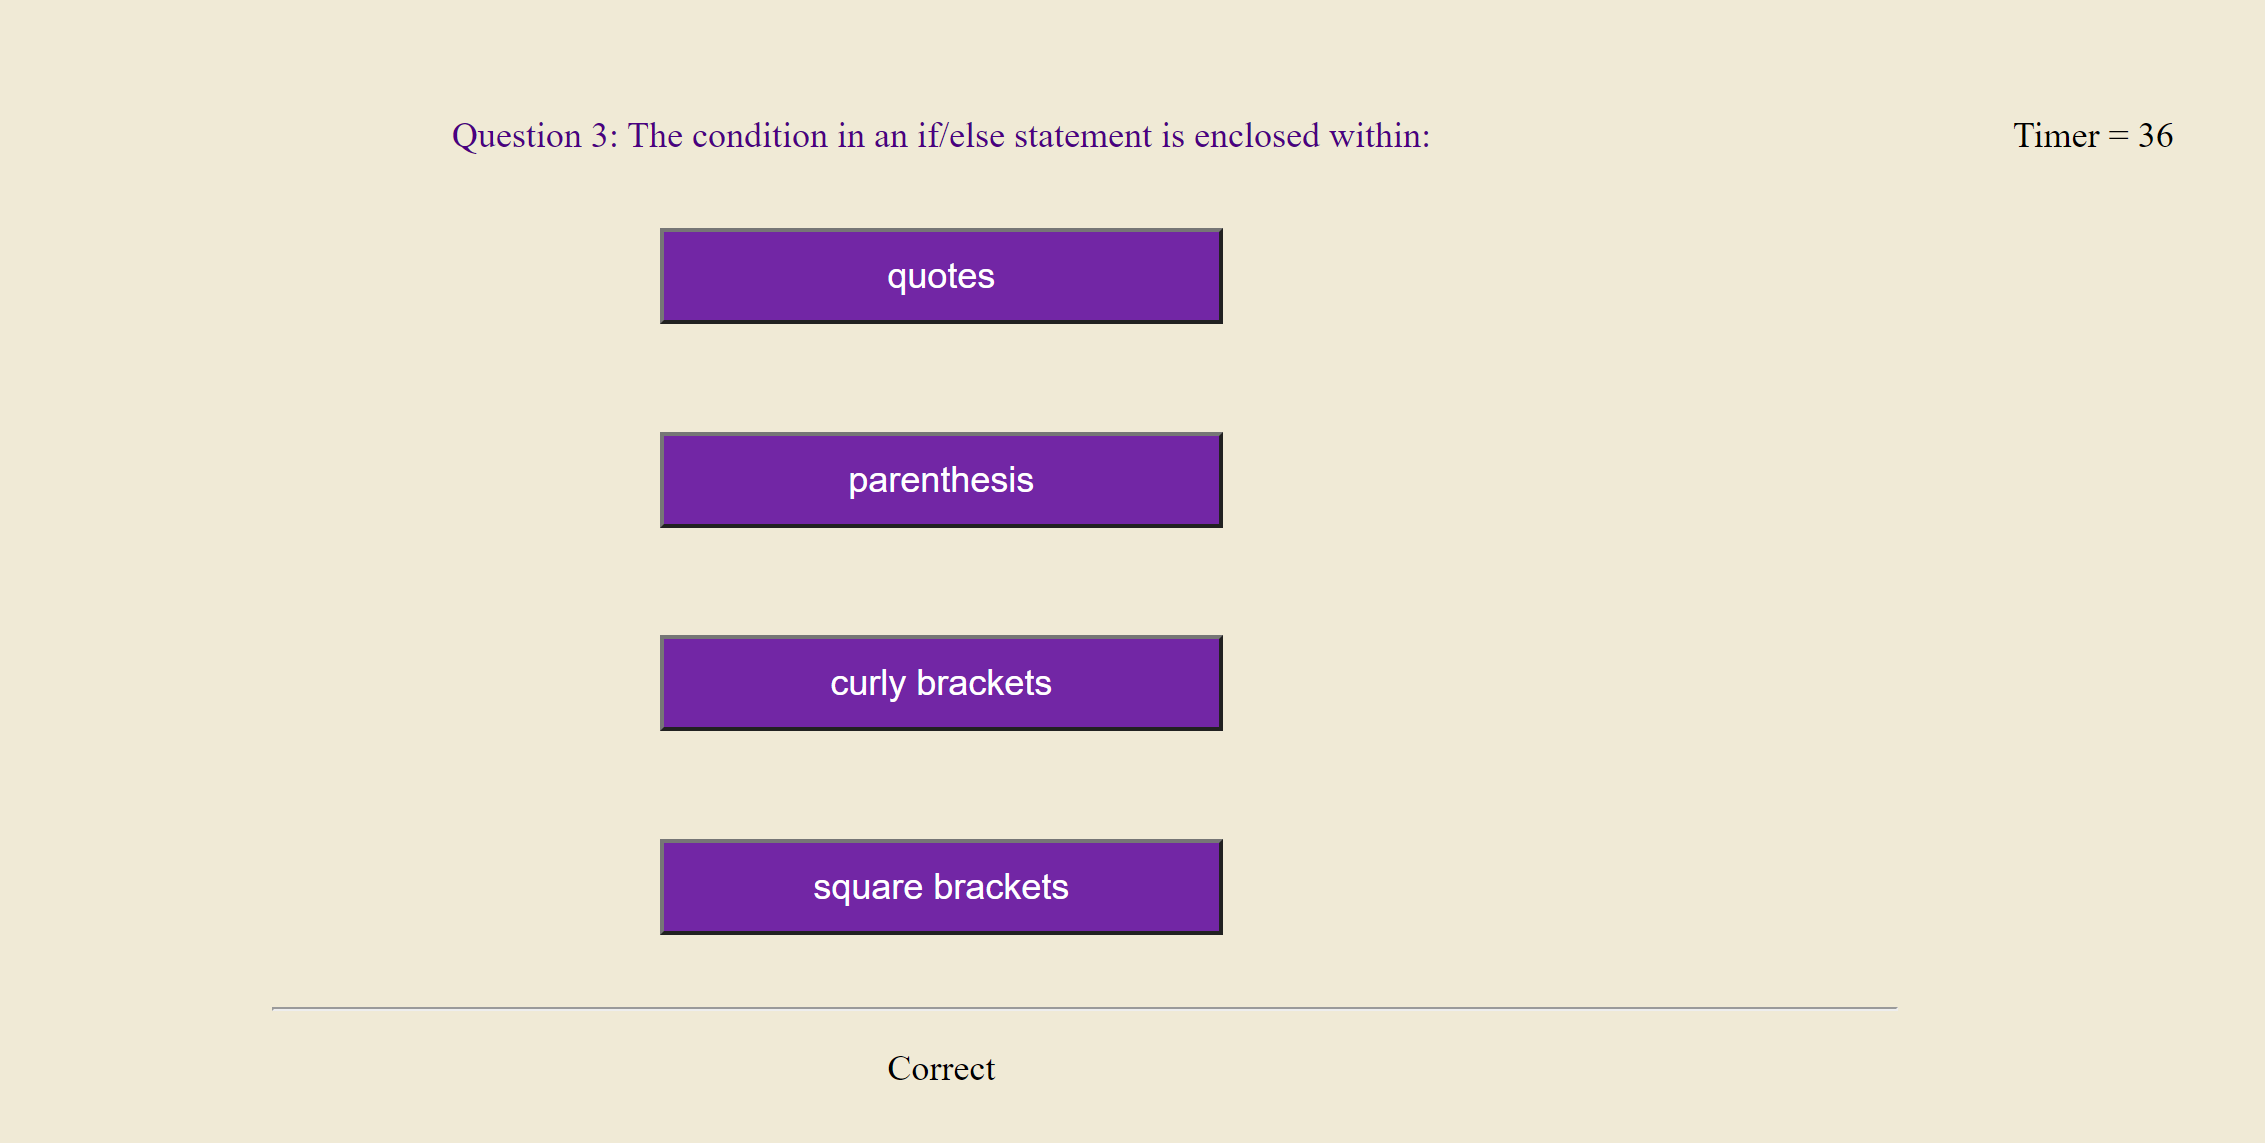 Question 3: The condition in an if/else statement is enclosed within:
Timer = 36
quotes
parenthesis
curly brackets
square brackets
Correct